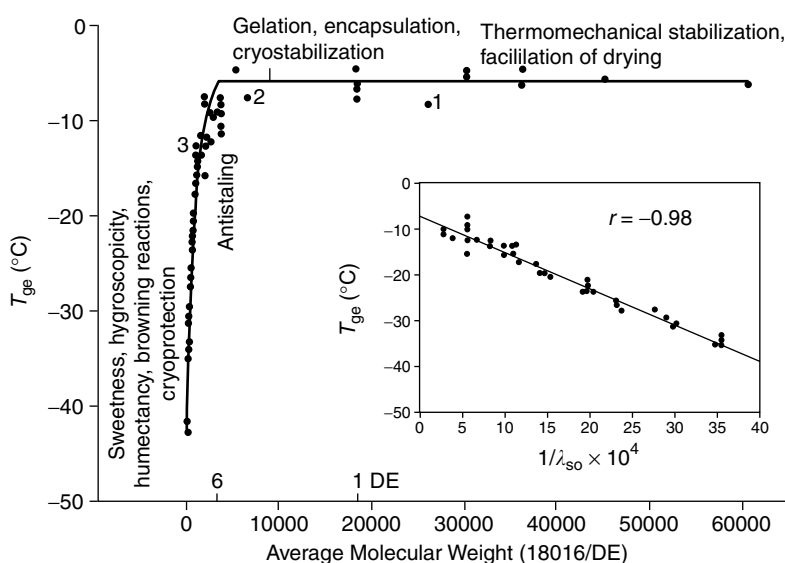 Gelation, encapsulation,
cryostabilization
Thermomechanical stabilization,
facililation of drying
0
−10
−20
−30
−40
−50
T_ge (°C)
3
2
1
Antistaling
Sweetness, hygroscopicity,
humectancy, browning reactions,
cryoprotection
6
1 DE
0
10000
20000
30000
40000
50000
60000
Average Molecular Weight (18016/DE)
r = −0.98
0
−10
−20
−30
−40
−50
T_ge (°C)
0
5
10
15
20
25
30
35
40
1/λ_so × 10^4